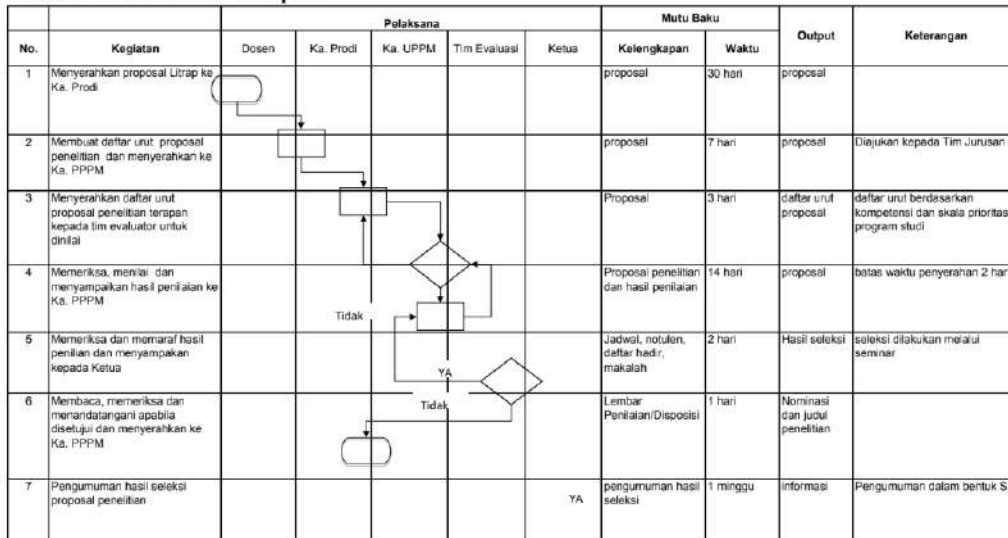 Pelaksana
Mutu Baku
Output
Keterangan
No.
Kegiatan
Dosen
Ka. Prodi
Ka. UPPM
Tim Evaluasi
Ketua
Kelengkapan
Waktu
1
Menyerahkan proposal Litrap ke
Ka. Prodi
proposal
30 hari
proposal
2
Membuat daftar urut proposal
penelitian dan menyerahkan ke
Ka. PPPM
proposal
7 hari
proposal
Diajukan kepada Tim Jurusan
3
Menyerahkan daftar urut
proposal penelitian terapan
kepada tim evaluator untuk
dinilai
Proposal
3 hari
daftar urut
proposal
daftar urut berdasarkan
kompetensi dan skala prioritas
program studi
4
Memeriksa, menilai dan
menyampaikan hasil penilaian ke
Ka. PPPM
Proposal penelitian
dan hasil penilaian
14 hari
proposal
batas waktu penyerahan 2 har
Tidak
5
Memeriksa dan memaraf hasil
penilian dan menyampakan
kepada Ketua
Jadwal, notulen,
daftar hadir,
makalah
2 hari
Hasil seleksi
seleksi dilakukan melalui
seminar
YA
Tidak
6
Membaca, memeriksa dan
menandatangani apabila
disetujui dan menyerahkan ke
Ka. PPPM
Lembar
Penilaian/Disposisi
1 hari
Nominasi
dan judul
penelitian
7
Pengumuman hasil seleksi
proposal penelitian
YA
pengumuman hasil
seleksi
1 minggu
informasi
Pengumuman dalam bentuk S